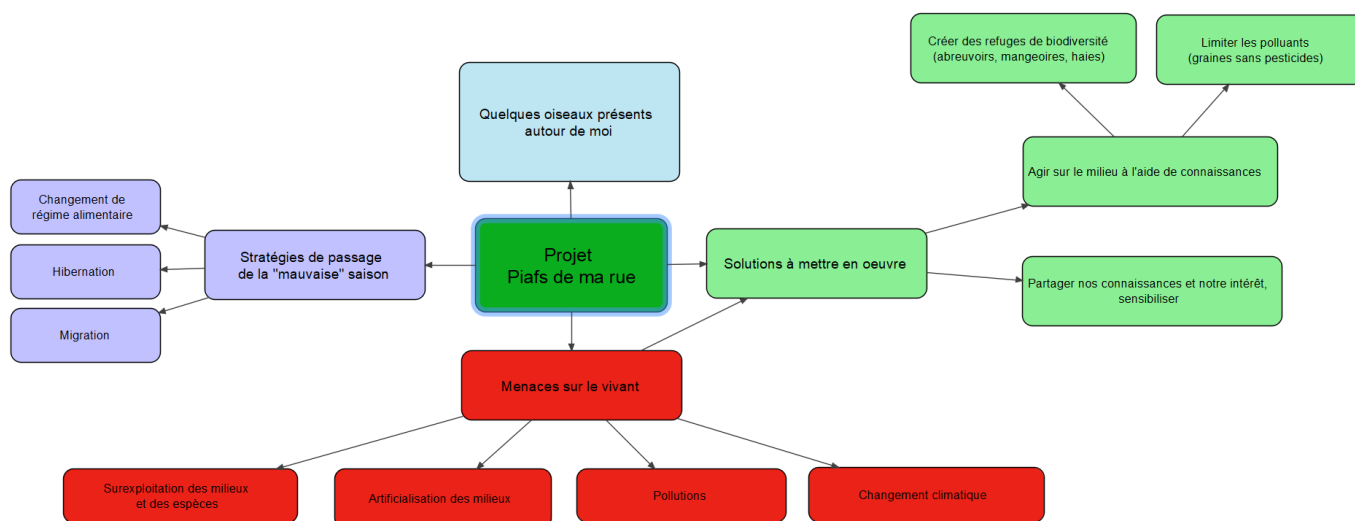 Créer des refuges de biodiversité
(abreuvoirs, mangeoires, haies)
Limiter les polluants
(graines sans pesticides)
Quelques oiseaux présents
autour de moi
Agir sur le milieu à l'aide de connaissances
Changement de
régime alimentaire
Hibernation
Migration
Stratégies de passage
de la "mauvaise" saison
Projet
Piafs de ma rue
Solutions à mettre en oeuvre
Partager nos connaissances et notre intérêt,
sensibiliser
Menaces sur le vivant
Surexploitation des milieux
et des espèces
Artificialisation des milieux
Pollutions
Changement climatique